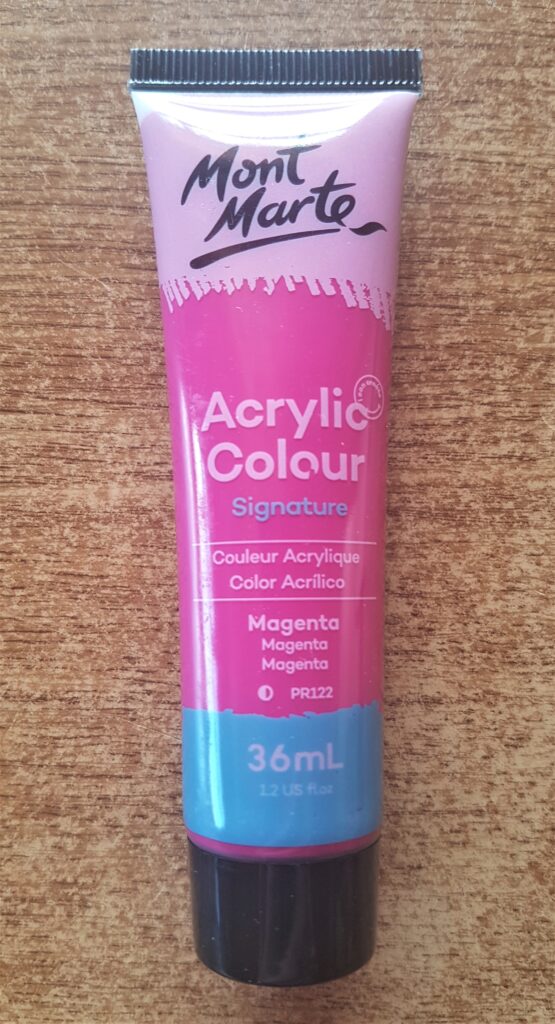 Mont
Marte
Acrylic
Colour
Signature
Couleur Acrylique
Color Acrílico
Magenta
Magenta
Magenta
PR122
36mL
1.2 US fl.oz